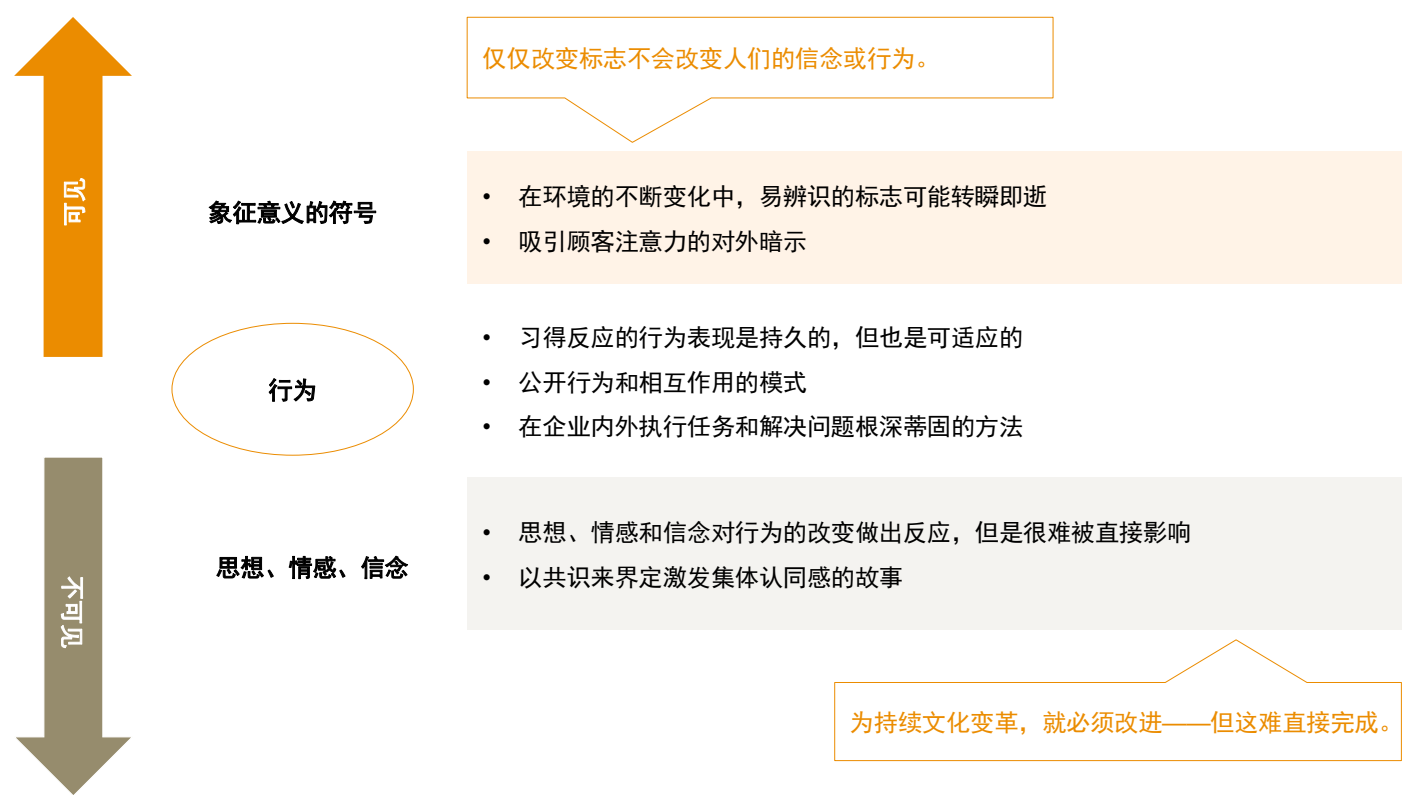 仅仅改变标志不会改变人们的信念或行为。
可见
象征意义的符号
• 在环境的不断变化中，易辨识的标志可能转瞬即逝
• 吸引顾客注意力的对外暗示
行为
• 习得反应的行为表现是持久的，但也是可适应的
• 公开行为和相互作用的模式
• 在企业内外执行任务和解决问题根深蒂固的方法
不可见
思想、情感、信念
• 思想、情感和信念对行为的改变做出反应，但是很难被直接影响
• 以共识来界定激发集体认同感的故事
为持续文化变革，就必须改进——但这难直接完成。